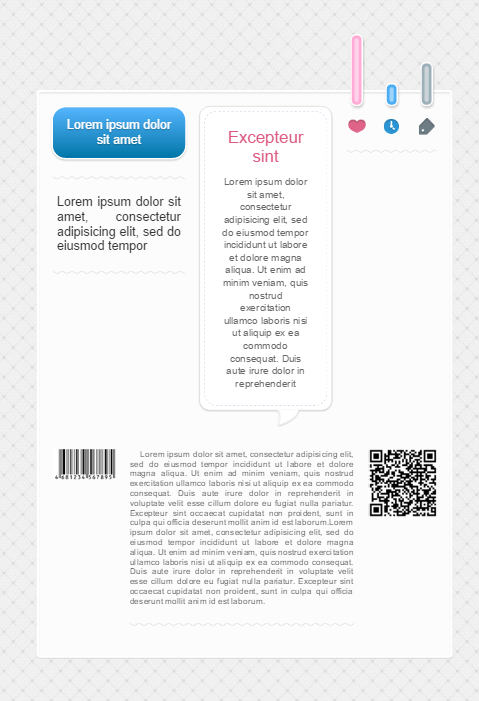 Lorem ipsum dolor
sit amet
Lorem ipsum dolor sit
amet, consectetur
adipisicing elit, sed do
eiusmod tempor
Excepteur
sint
Lorem ipsum dolor
sit amet,
consectetur
adipisicing elit, sed
do eiusmod tempor
incididunt ut labore
et dolore magna
aliqua. Ut enim ad
minim veniam, quis
nostrud
exercitation
ullamco laboris nisi
ut aliquip ex ea
commodo
consequat. Duis
aute irure dolor in
reprehenderit
4 681234 567895
Lorem ipsum dolor sit amet, consectetur adipisicing elit,
sed do eiusmod tempor incididunt ut labore et dolore
magna aliqua. Ut enim ad minim veniam, quis nostrud
exercitation ullamco laboris nisi ut aliquip ex ea commodo
consequat. Duis aute irure dolor in reprehenderit in
voluptate velit esse cillum dolore eu fugiat nulla pariatur.
Excepteur sint occaecat cupidatat non proident, sunt in
culpa qui officia deserunt mollit anim id est laborum.Lorem
ipsum dolor sit amet, consectetur adipisicing elit, sed do
eiusmod tempor incididunt ut labore et dolore magna
aliqua. Ut enim ad minim veniam, quis nostrud exercitation
ullamco laboris nisi ut aliquip ex ea commodo consequat.
Duis aute irure dolor in reprehenderit in voluptate velit
esse cillum dolore eu fugiat nulla pariatur. Excepteur sint
occaecat cupidatat non proident, sunt in culpa qui officia
deserunt mollit anim id est laborum.